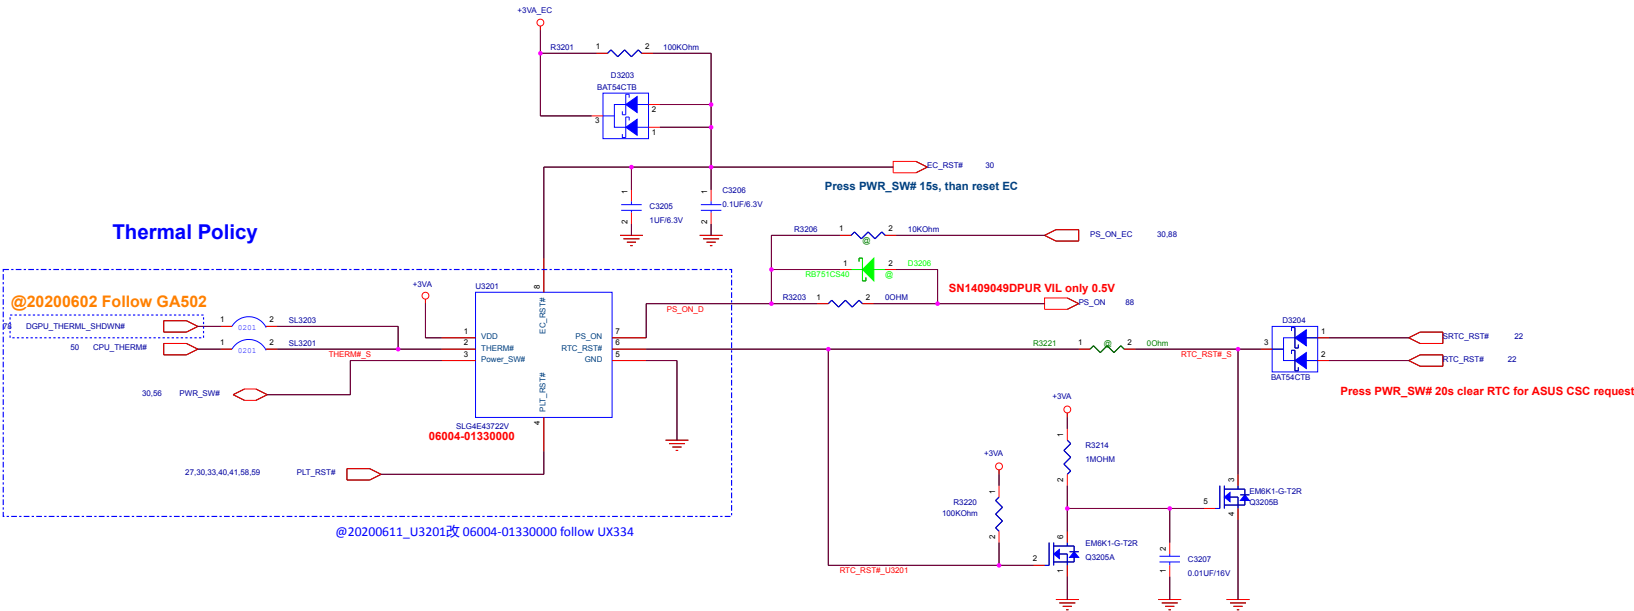 +3VA_EC
R3201 1 2 100KOhm
D3203
BAT54CTB
3 2
1
EC_RST# 30
Press PWR_SW# 15s, than reset EC
1 C3205 2
1UF/6.3V
1 C3206 2
0.1UF/6.3V
Thermal Policy
R3206 1 2 10KOhm
@
PS_ON_EC 30,88
1 2 D3206
RB751CS40 @
SN1409049DPUR VIL only 0.5V
R3203 1 2 0OHM
PS_ON 88
PS_ON_D
@20200602 Follow GA502
+3VA
U3201
8
EC_RST#
DGPU_THERML_SHDWN# 1 2 SL3203
0201
50 CPU_THERM# 1 2 SL3201
0201
THERM#_S
1 VDD
2 THERM#
3 Power_SW#
PS_ON 7
RTC_RST# 6
GND 5
PLT_RST#
4
30,56 PWR_SW#
SLG4E43722V
06004-01330000
27,30,33,40,41,58,59 PLT_RST#
@20200611_U3201改 06004-01330000 follow UX334
R3221 1 @ 2 0Ohm
RTC_RST#_S
D3204
3 1
2
BAT54CTB
SRTC_RST# 22
RTC_RST# 22
Press PWR_SW# 20s clear RTC for ASUS CSC request
+3VA
1
R3214
1MOHM
2
+3VA
1
R3220
100KOhm
2
3
5 EM6K1-G-T2R
4 Q3205B
6
2 EM6K1-G-T2R
Q3205A
1
2
C3207
1
0.01UF/16V
RTC_RST#_U3201